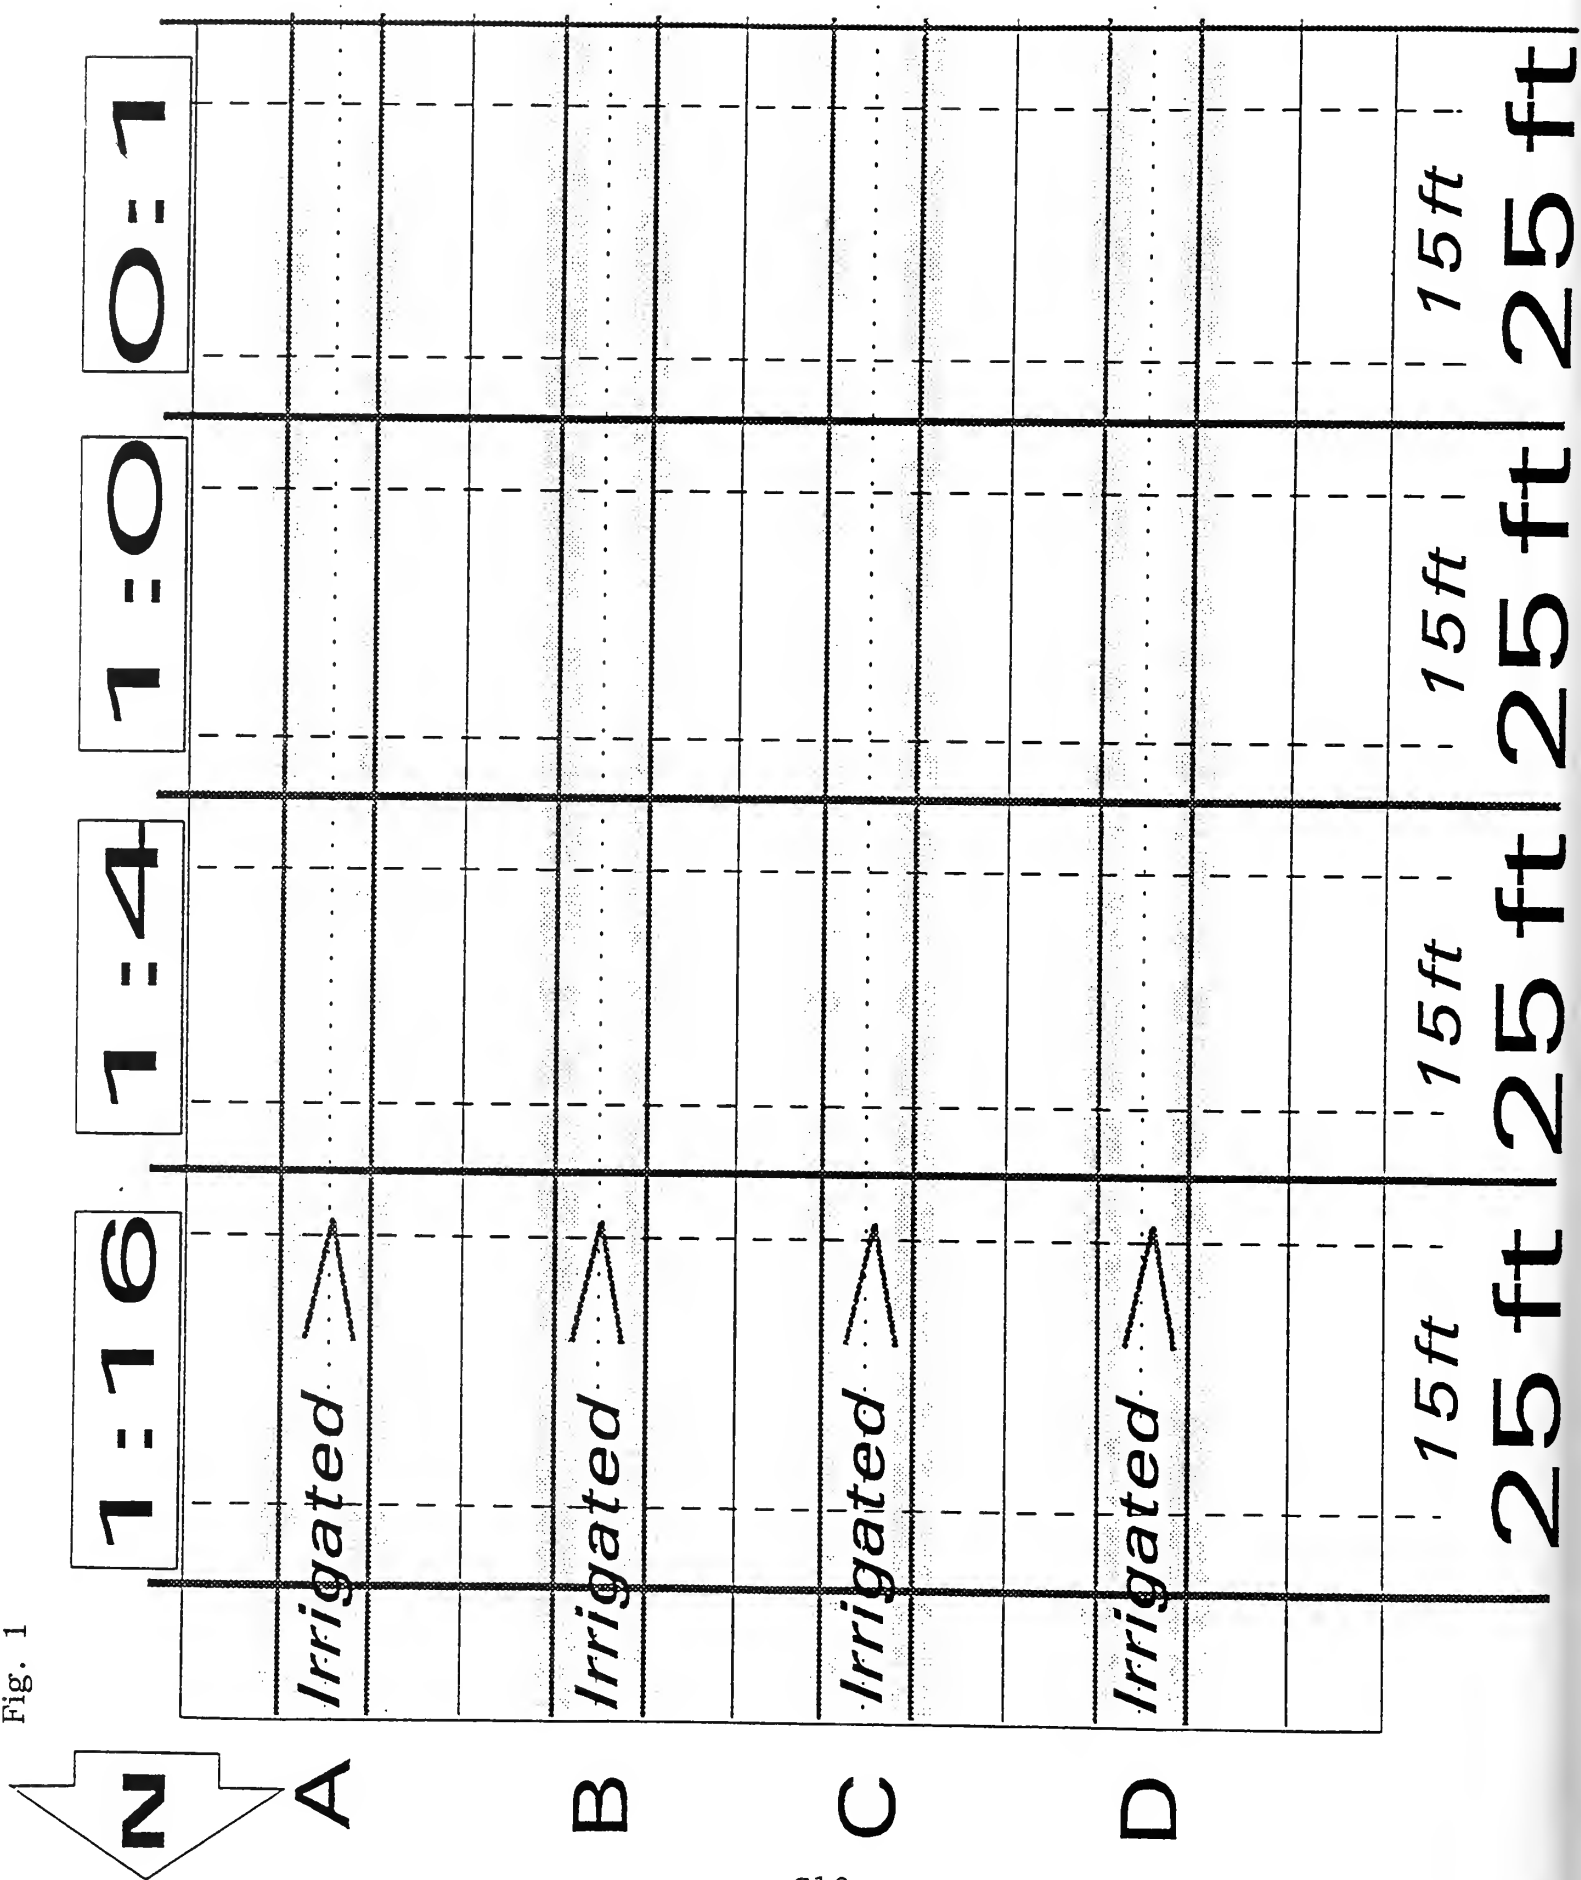 Fig. 1
1:16 1:4 1:0 0:1
N
A Irrigated
B Irrigated
C Irrigated
D Irrigated
15ft 15ft 15ft 15ft
25 ft 25 ft 25 ft 25 ft